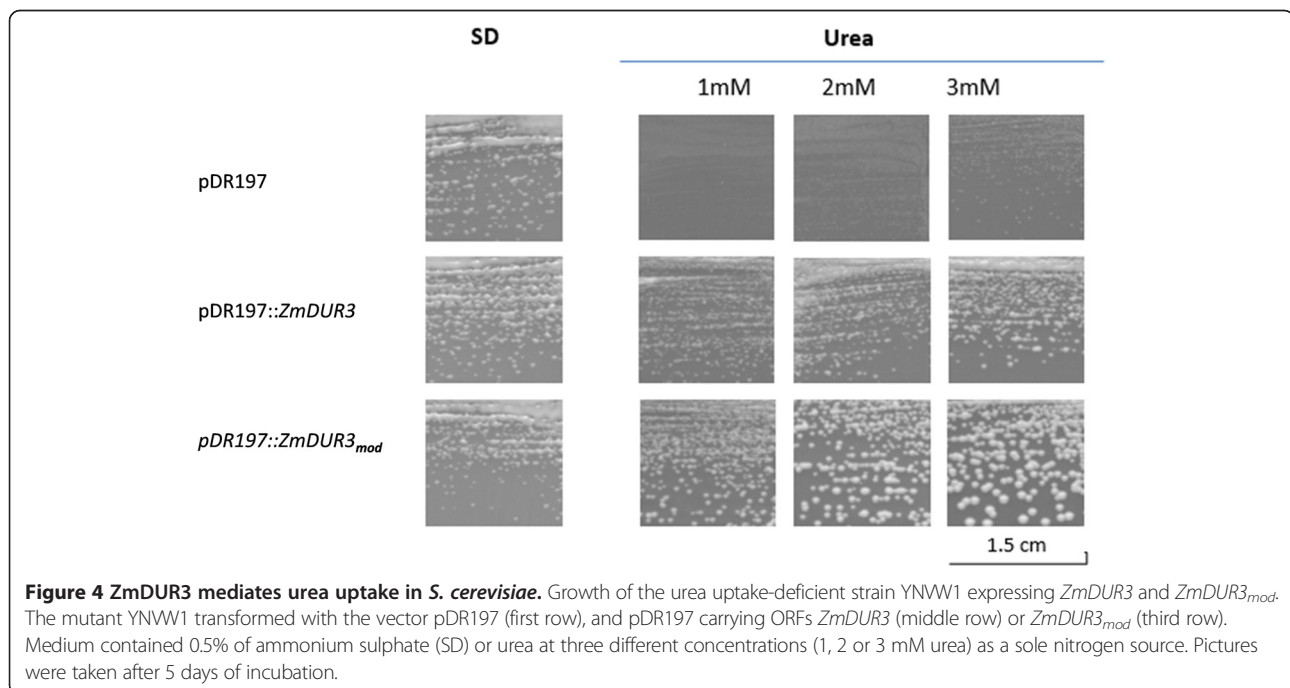 SD
Urea
1mM 2mM 3mM
pDR197
pDR197::ZmDUR3
pDR197::ZmDUR3mod
1.5 cm
Figure 4 ZmDUR3 mediates urea uptake in S. cerevisiae. Growth of the urea uptake-deficient strain YNVW1 expressing ZmDUR3 and ZmDUR3mod.
The mutant YNVW1 transformed with the vector pDR197 (first row), and pDR197 carrying ORFs ZmDUR3 (middle row) or ZmDUR3mod (third row).
Medium contained 0.5% of ammonium sulphate (SD) or urea at three different concentrations (1, 2 or 3 mM urea) as a sole nitrogen source. Pictures
were taken after 5 days of incubation.